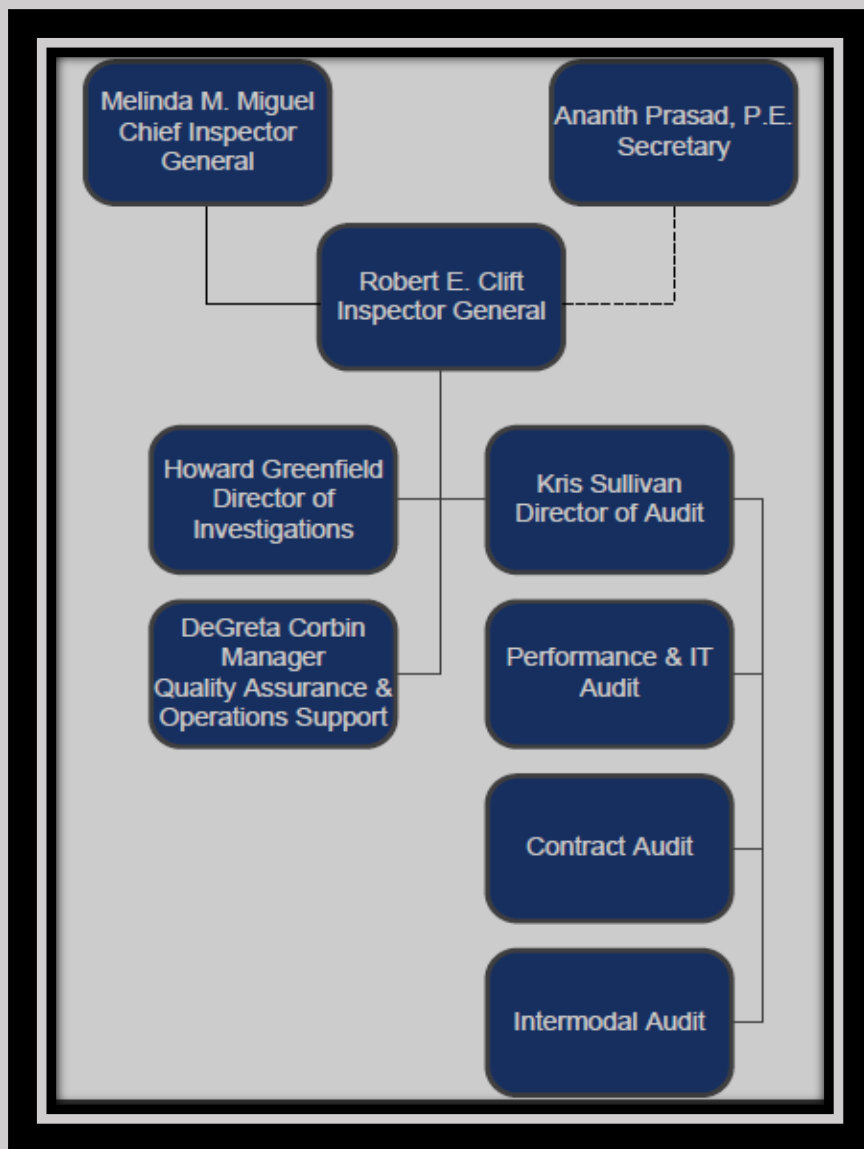 Melinda M. Miguel
Chief Inspector
General
Ananth Prasad, P.E.
Secretary
Robert E. Clift
Inspector General
Howard Greenfield
Director of
Investigations
Kris Sullivan
Director of Audit
DeGreta Corbin
Manager
Quality Assurance &
Operations Support
Performance & IT
Audit
Contract Audit
Intermodal Audit